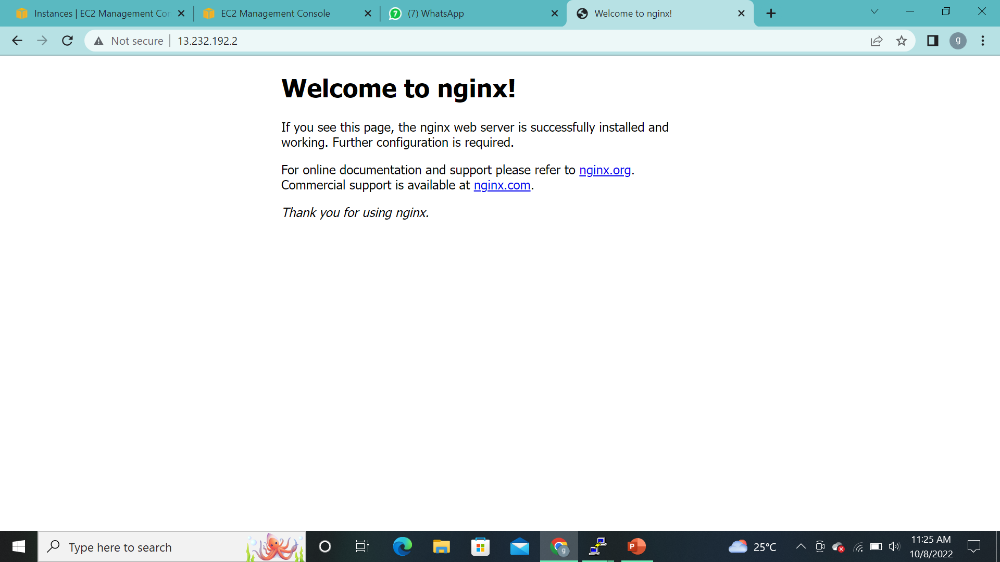 Instances | EC2 Management Con
EC2 Management Console
7
(7) WhatsApp
Welcome to nginx!
Not secure
13.232.192.2
g
Welcome to nginx!
If you see this page, the nginx web server is successfully installed and
working. Further configuration is required.
For online documentation and support please refer to nginx.org.
Commercial support is available at nginx.com.
Thank you for using nginx.
Type here to search
g
P
25°C
11:25 AM
10/8/2022